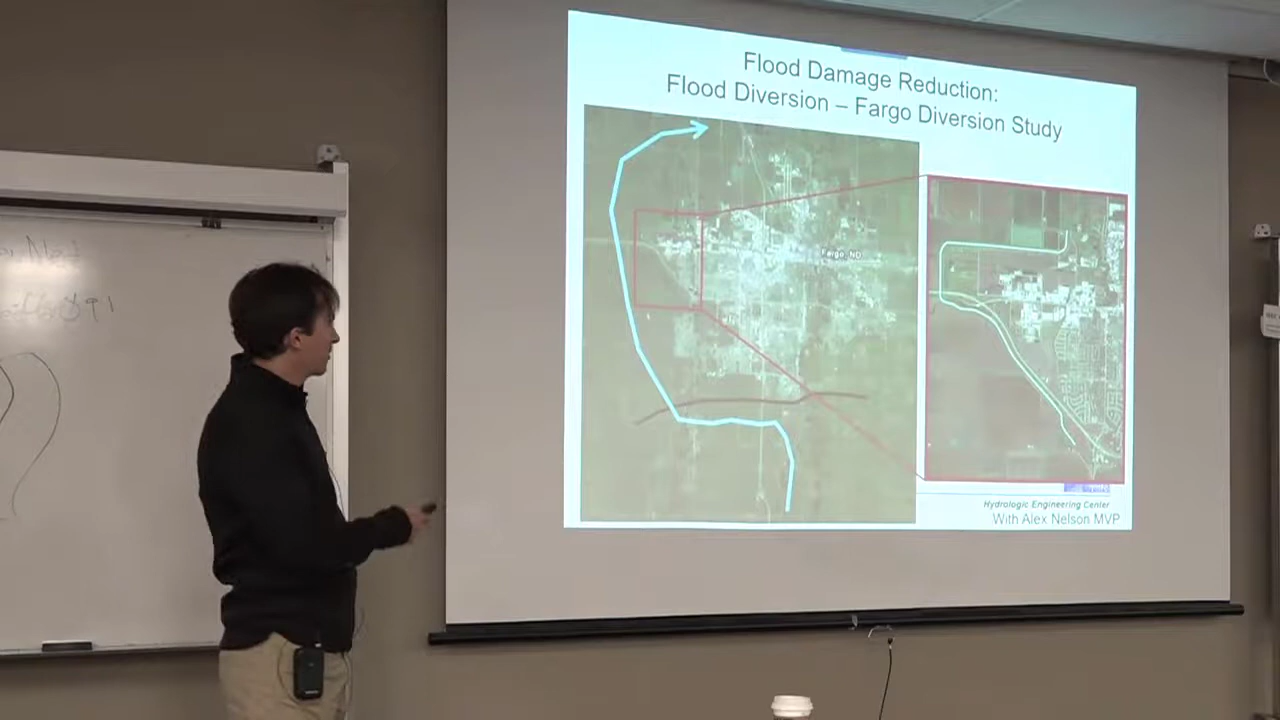 Flood Damage Reduction:
Flood Diversion – Fargo Diversion Study
Fargo, ND
Hydrologic Engineering Center
With Alex Nelson MVP